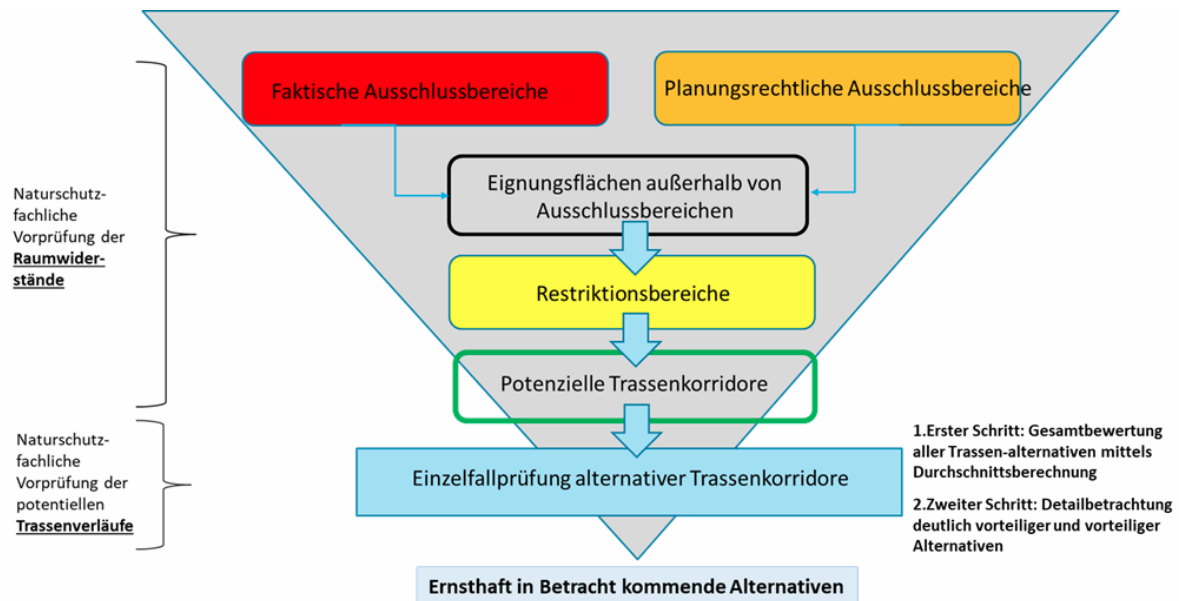 Faktische Ausschlussbereiche
Planungsrechtliche Ausschlussbereiche
Eignungsflächen außerhalb von
Ausschlussbereichen
Naturschutz-
fachliche
Vorprüfung der
Raumwider-
stände
Restriktionsbereiche
Potenzielle Trassenkorridore
Naturschutz-
fachliche
Vorprüfung der
potentiellen
Trassenverläufe
Einzelfallprüfung alternativer Trassenkorridore
1.Erster Schritt: Gesamtbewertung
aller Trassen-alternativen mittels
Durchschnittsberechnung
2.Zweiter Schritt: Detailbetrachtung
deutlich vorteiliger und vorteiliger
Alternativen
Ernsthaft in Betracht kommende Alternativen